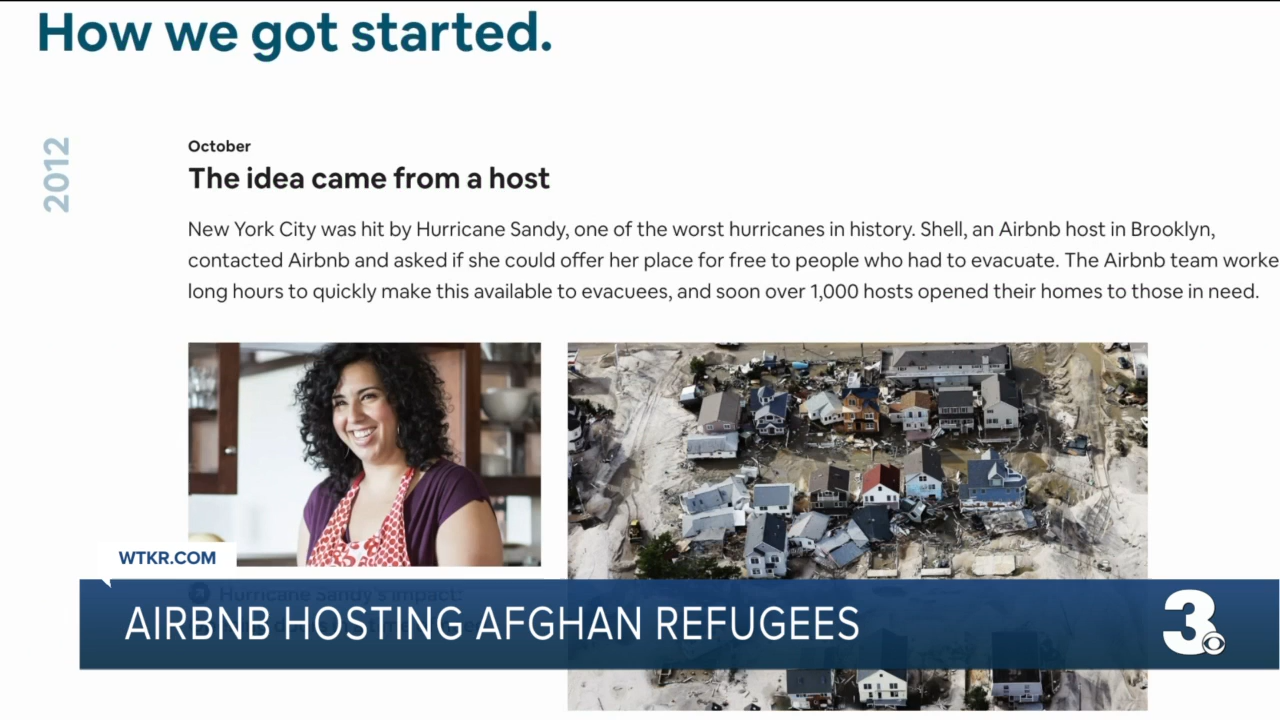 How we got started.
2012
October
The idea came from a host
New York City was hit by Hurricane Sandy, one of the worst hurricanes in history. Shell, an Airbnb host in Brooklyn,
contacted Airbnb and asked if she could offer her place for free to people who had to evacuate. The Airbnb team worke
long hours to quickly make this available to evacuees, and soon over 1,000 hosts opened their homes to those in need.
WTKR.COM
Hurricane Sandy's impact:
AIRBNB HOSTING AFGHAN REFUGEES
3